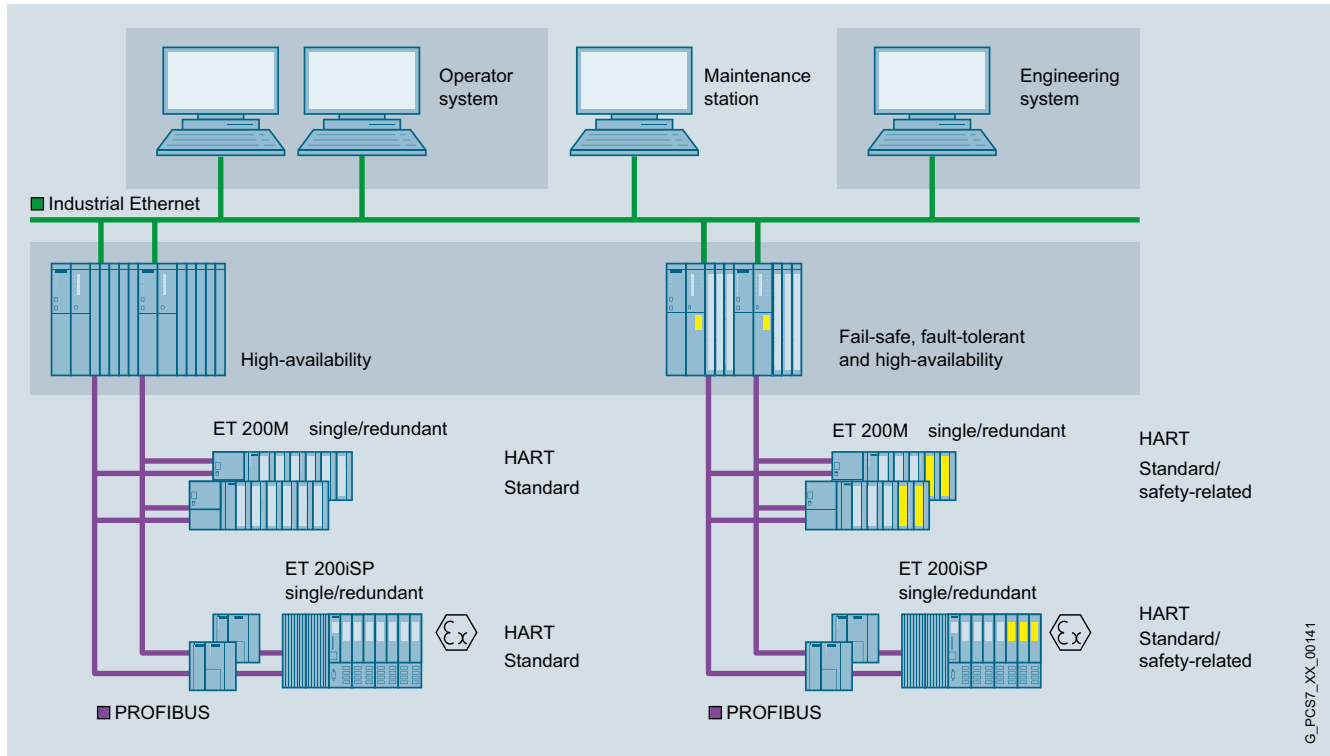 Operator
system
Maintenance
station
Engineering
system
Industrial Ethernet
High-availability
Fail-safe, fault-tolerant
and high-availability
ET 200M single/redundant
HART
Standard
ET 200M single/redundant
HART
Standard/
safety-related
ET 200iSP
single/redundant
Ex
HART
Standard
ET 200iSP
single/redundant
Ex
HART
Standard/
safety-related
PROFIBUS
PROFIBUS
G_PCS7_XX_00141